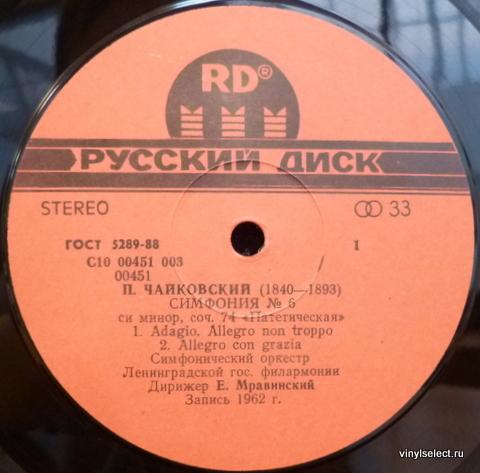 RD®
РУССКИЙ ДИСК
STEREO
33
ГОСТ 5289-88
1
С10 00451 003
00451
П. ЧАЙКОВСКИЙ (1840—1893)
СИМФОНИЯ № 6
си минор, соч. 74 «Патетическая»
1. Adagio. Allegro non troppo
2. Allegro con grazia
Симфонический оркестр
Ленинградской гос. филармонии
Дирижер Е. Мравинский
Запись 1962 г.
vinylselect.ru